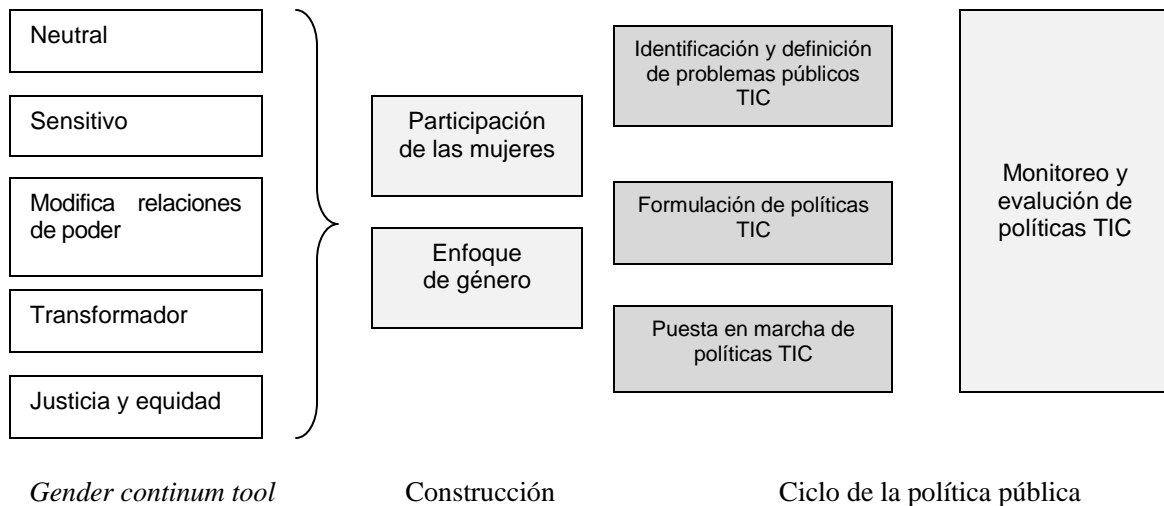 Neutral
Sensitivo
Modifica relaciones
de poder
Transformador
Justicia y equidad
Participación
de las mujeres
Enfoque
de género
Identificación y definición
de problemas públicos
TIC
Formulación de políticas
TIC
Puesta en marcha de
políticas TIC
Monitoreo y
evalución de
políticas TIC
Gender continum tool
Construcción
Ciclo de la política pública